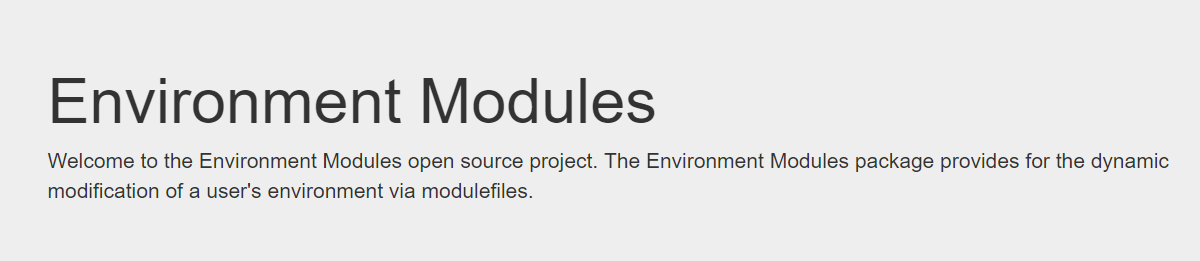 Environment Modules
Welcome to the Environment Modules open source project. The Environment Modules package provides for the dynamic
modification of a user's environment via modulefiles.